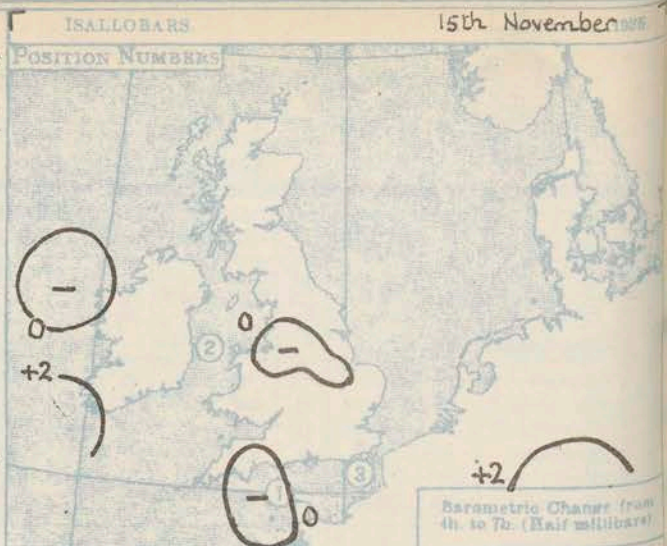 ISALLOBARS 15th November
POSITION NUMBERS
—
0
0
—
2
+2
—
1
0
3
+2
Barometric Change from
4h. to 7h. (Half millibars)